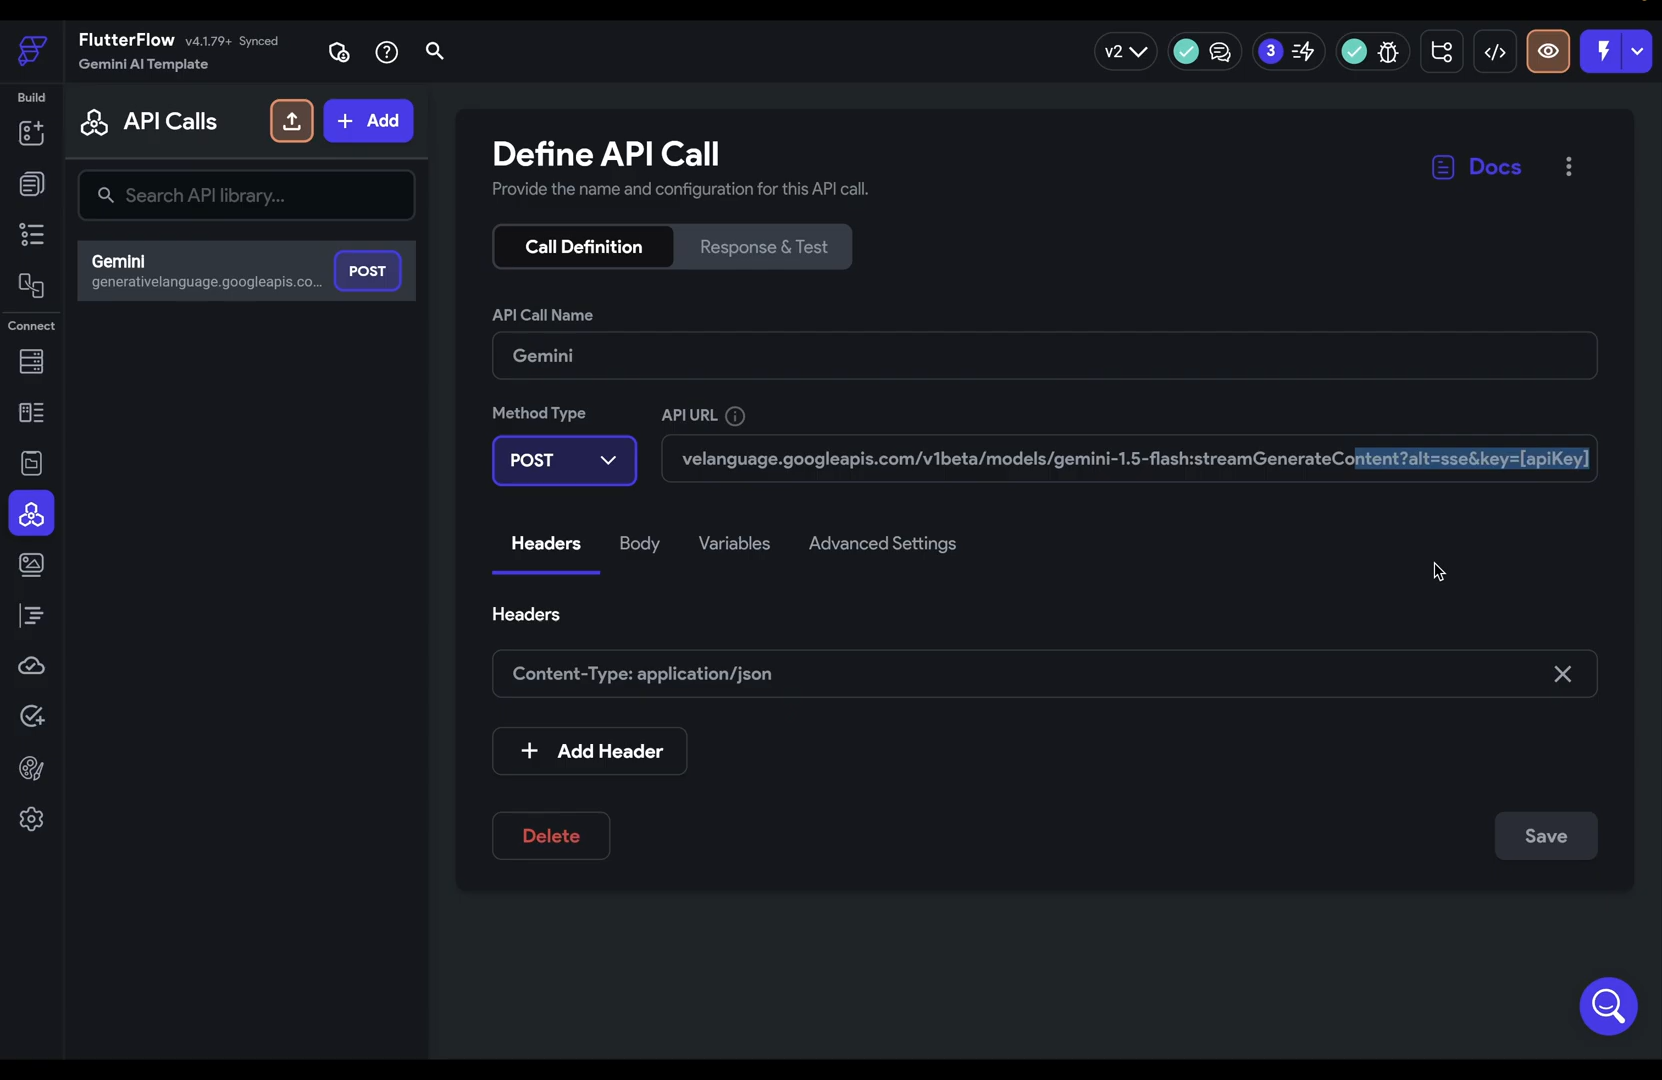 FlutterFlow v4.1.79+ Synced
Gemini AI Template
v2
3
Build
API Calls
+ Add
Search API library...
Gemini
generativelanguage.googleapis.co...
POST
Connect
Define API Call
Provide the name and configuration for this API call.
Docs
Call Definition
Response & Test
API Call Name
Gemini
Method Type
API URL
POST
velanguage.googleapis.com/v1beta/models/gemini-1.5-flash:streamGenerateContent?alt=sse&key=[apiKey]
Headers
Body
Variables
Advanced Settings
Headers
Content-Type: application/json
+ Add Header
Delete
Save